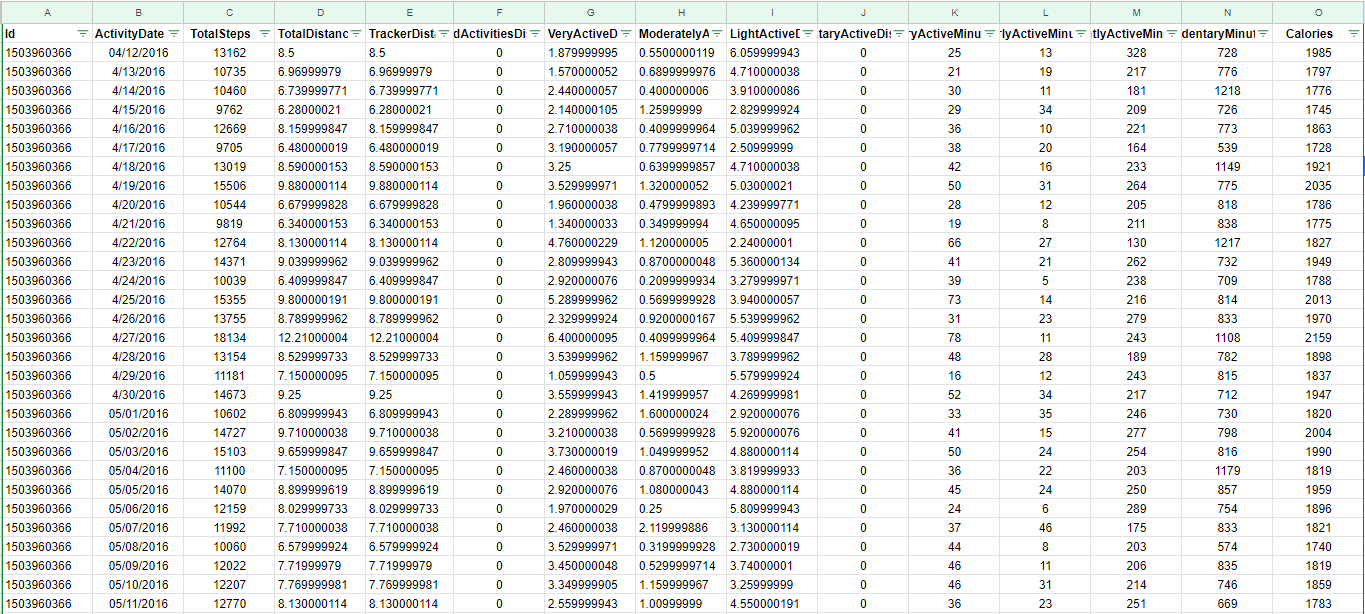 A B C D E F G H I J K L M N O
Id ActivityDate TotalSteps TotalDistanc TrackerDist dActivitiesDi VeryActiveD ModeratelyA LightActiveD taryActiveDis ryActiveMinu rlyActiveMinu tlyActiveMin dentaryMinut Calories
1503960366 04/12/2016 13162 8.5 8.5 0 1.879999995 0.5500000119 6.059999943 0 25 13 328 728 1985
1503960366 4/13/2016 10735 6.96999979 6.96999979 0 1.570000052 0.6899999976 4.710000038 0 21 19 217 776 1797
1503960366 4/14/2016 10460 6.739999771 6.739999771 0 2.440000057 0.400000006 3.910000086 0 30 11 181 1218 1776
1503960366 4/15/2016 9762 6.28000021 6.28000021 0 2.140000105 1.25999999 2.829999924 0 29 34 209 726 1745
1503960366 4/16/2016 12669 8.159999847 8.159999847 0 2.710000038 0.4099999964 5.039999962 0 36 10 221 773 1863
1503960366 4/17/2016 9705 6.480000019 6.480000019 0 3.190000057 0.7799999714 2.50999999 0 38 20 164 539 1728
1503960366 4/18/2016 13019 8.590000153 8.590000153 0 3.25 0.6399999857 4.710000038 0 42 16 233 1149 1921
1503960366 4/19/2016 15506 9.880000114 9.880000114 0 3.529999971 1.320000052 5.03000021 0 50 31 264 775 2035
1503960366 4/20/2016 10544 6.679999828 6.679999828 0 1.960000038 0.4799999893 4.239999771 0 28 12 205 818 1786
1503960366 4/21/2016 9819 6.340000153 6.340000153 0 1.340000033 0.349999994 4.650000095 0 19 8 211 838 1775
1503960366 4/22/2016 12764 8.130000114 8.130000114 0 4.760000229 1.120000005 2.24000001 0 66 27 130 1217 1827
1503960366 4/23/2016 14371 9.039999962 9.039999962 0 2.809999943 0.8700000048 5.360000134 0 41 21 262 732 1949
1503960366 4/24/2016 10039 6.409999847 6.409999847 0 2.920000076 0.2099999934 3.279999971 0 39 5 238 709 1788
1503960366 4/25/2016 15355 9.800000191 9.800000191 0 5.289999962 0.5699999928 3.940000057 0 73 14 216 814 2013
1503960366 4/26/2016 13755 8.789999962 8.789999962 0 2.329999924 0.9200000167 5.539999962 0 31 23 279 833 1970
1503960366 4/27/2016 18134 12.21000004 12.21000004 0 6.400000095 0.4099999964 5.409999847 0 78 11 243 1108 2159
1503960366 4/28/2016 13154 8.529999733 8.529999733 0 3.539999962 1.159999967 3.789999962 0 48 28 189 782 1898
1503960366 4/29/2016 11181 7.150000095 7.150000095 0 1.059999943 0.5 5.579999924 0 16 12 243 815 1837
1503960366 4/30/2016 14673 9.25 9.25 0 3.559999943 1.419999957 4.269999981 0 52 34 217 712 1947
1503960366 05/01/2016 10602 6.809999943 6.809999943 0 2.289999962 1.600000024 2.920000076 0 33 35 246 730 1820
1503960366 05/02/2016 14727 9.710000038 9.710000038 0 3.210000038 0.5699999928 5.920000076 0 41 15 277 798 2004
1503960366 05/03/2016 15103 9.659999847 9.659999847 0 3.730000019 1.049999952 4.880000114 0 50 24 254 816 1990
1503960366 05/04/2016 11100 7.150000095 7.150000095 0 2.460000038 0.8700000048 3.819999933 0 36 22 203 1179 1819
1503960366 05/05/2016 14070 8.899999619 8.899999619 0 2.920000076 1.080000043 4.880000114 0 45 24 250 857 1959
1503960366 05/06/2016 12159 8.029999733 8.029999733 0 1.970000029 0.25 5.809999943 0 24 6 289 754 1896
1503960366 05/07/2016 11992 7.710000038 7.710000038 0 2.460000038 2.119999886 3.130000114 0 37 46 175 833 1821
1503960366 05/08/2016 10060 6.579999924 6.579999924 0 3.529999971 0.3199999928 2.730000019 0 44 8 203 574 1740
1503960366 05/09/2016 12022 7.71999979 7.71999979 0 3.450000048 0.5299999714 3.74000001 0 46 11 206 835 1819
1503960366 05/10/2016 12207 7.769999981 7.769999981 0 3.349999905 1.159999967 3.25999999 0 46 31 214 746 1859
1503960366 05/11/2016 12770 8.130000114 8.130000114 0 2.559999943 1.00999999 4.550000191 0 36 23 251 669 1783